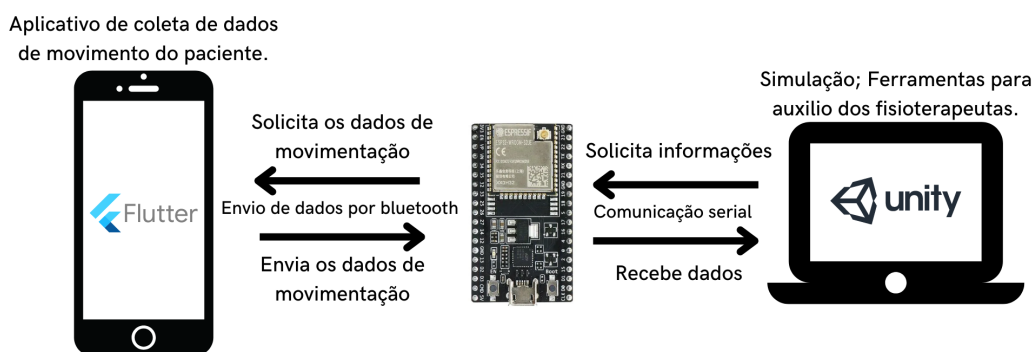 Aplicativo de coleta de dados
de movimento do paciente.
Flutter
Solicita os dados de
movimentação
Envio de dados por bluetooth
Envia os dados de
movimentação
ESPRESSIF
Boot
Solicita informações
Comunicação serial
Recebe dados
Simulação; Ferramentas para
auxilio dos fisioterapeutas.
unity